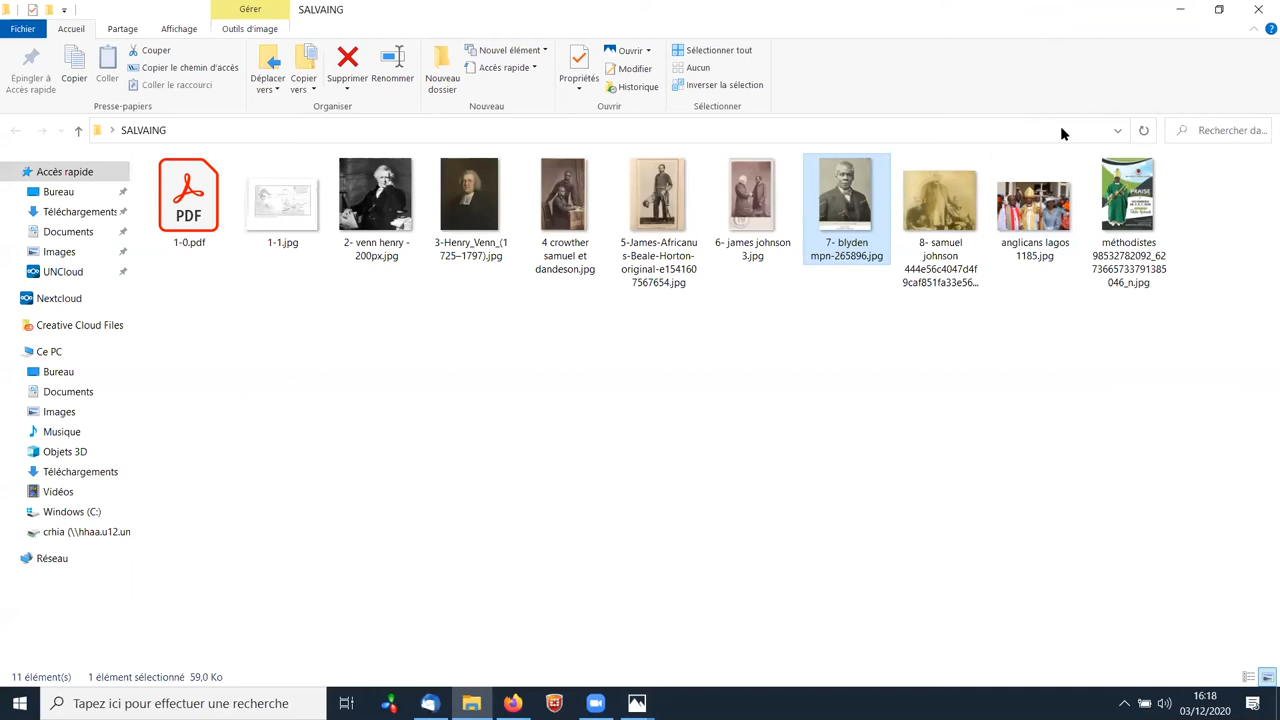 Gérer
SALVAING
Fichier
Accueil
Partage
Affichage
Outils d'image
Épingler à
Accès rapide
Copier
Coller
Couper
Copier le chemin d'accès
Coller le raccourci
Presse-papiers
Déplacer
vers
Copier
vers
Supprimer
Renommer
Organiser
Nouveau
dossier
Nouvel élément
Accès rapide
Nouveau
Propriétés
Ouvrir
Modifier
Historique
Ouvrir
Sélectionner tout
Aucun
Inverser la sélection
Sélectionner
SALVAING
Rechercher da...
Accès rapide
Bureau
Téléchargements
Documents
Images
UNCloud
Nextcloud
Creative Cloud Files
Ce PC
Bureau
Documents
Images
Musique
Objets 3D
Téléchargements
Vidéos
Windows (C:)
crhia (\\hhaa.u12.un
Réseau
PDF
1-0.pdf
1-1.jpg
2- venn henry -
200px.jpg
3-Henry_Venn_(1
725–1797).jpg
4 crowther
samuel et
dandeson.jpg
5-James-Africanu
s-Beale-Horton-
original-e154160
7567654.jpg
6- james johnson
3.jpg
7- blyden
mpn-265896.jpg
8- samuel
johnson
444e56c4047d4f
9caf851fa33e56...
anglicans lagos
1185.jpg
PRAISE
méthodistes
98532782092_62
73665733791385
046_n.jpg
11 élément(s)
1 élément sélectionné 59,0 Ko
Tapez ici pour effectuer une recherche
16:18
03/12/2020